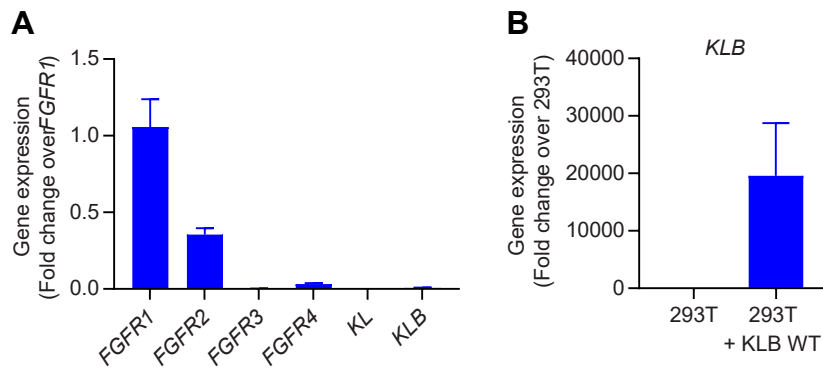 A
Gene expression
(Fold change over FGFR1)
1.5
1.0
0.5
0.0
FGFR1
FGFR2
FGFR3
FGFR4
KL
KLB
B
KLB
Gene expression
(Fold change over 293T)
40000
30000
20000
10000
0
293T
293T
+ KLB WT